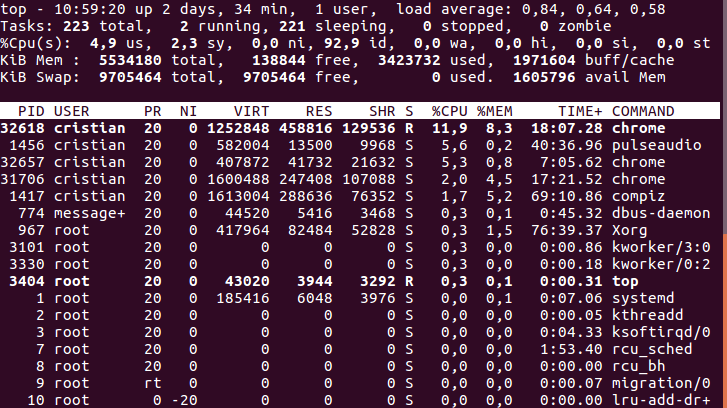 top - 10:59:20 up 2 days, 34 min,  1 user,  load average: 0,84, 0,64, 0,58
Tasks: 223 total,   2 running, 221 sleeping,   0 stopped,   0 zombie
%Cpu(s):  4,9 us,  2,3 sy,  0,0 ni, 92,9 id,  0,0 wa,  0,0 hi,  0,0 si,  0,0 st
KiB Mem :  5534180 total,   138844 free,  3423732 used,  1971604 buff/cache
KiB Swap:  9705464 total,  9705464 free,        0 used.  1605796 avail Mem
  PID USER      PR  NI    VIRT    RES    SHR S  %CPU %MEM     TIME+ COMMAND
32618 cristian  20   0 1252848 458816 129536 R  11,9  8,3  18:07.28 chrome
 1456 cristian  20   0  582004  13500   9968 S   5,6  0,2  40:36.96 pulseaudio
32657 cristian  20   0  407872  41732  21632 S   5,3  0,8   7:05.62 chrome
31706 cristian  20   0 1600488 247408 107088 S   2,0  4,5  17:21.52 chrome
 1417 cristian  20   0 1613004 288636  76352 S   1,7  5,2  69:10.86 compiz
  774 message+  20   0   44520   5416   3468 S   0,3  0,1   0:45.32 dbus-daemon
  967 root      20   0  417964  82484  52828 S   0,3  1,5  76:39.37 Xorg
 3101 root      20   0       0      0      0 S   0,3  0,0   0:00.86 kworker/3:0
 3330 root      20   0       0      0      0 S   0,3  0,0   0:00.18 kworker/0:2
 3404 root      20   0   43020   3944   3292 R   0,3  0,1   0:00.31 top
    1 root      20   0  185416   6048   3976 S   0,0  0,1   0:07.06 systemd
    2 root      20   0       0      0      0 S   0,0  0,0   0:00.05 kthreadd
    3 root      20   0       0      0      0 S   0,0  0,0   0:04.33 ksoftirqd/0
    7 root      20   0       0      0      0 S   0,0  0,0   1:53.40 rcu_sched
    8 root      20   0       0      0      0 S   0,0  0,0   0:00.00 rcu_bh
    9 root      rt   0       0      0      0 S   0,0  0,0   0:00.07 migration/0
   10 root       0 -20       0      0      0 S   0,0  0,0   0:00.00 lru-add-dr+